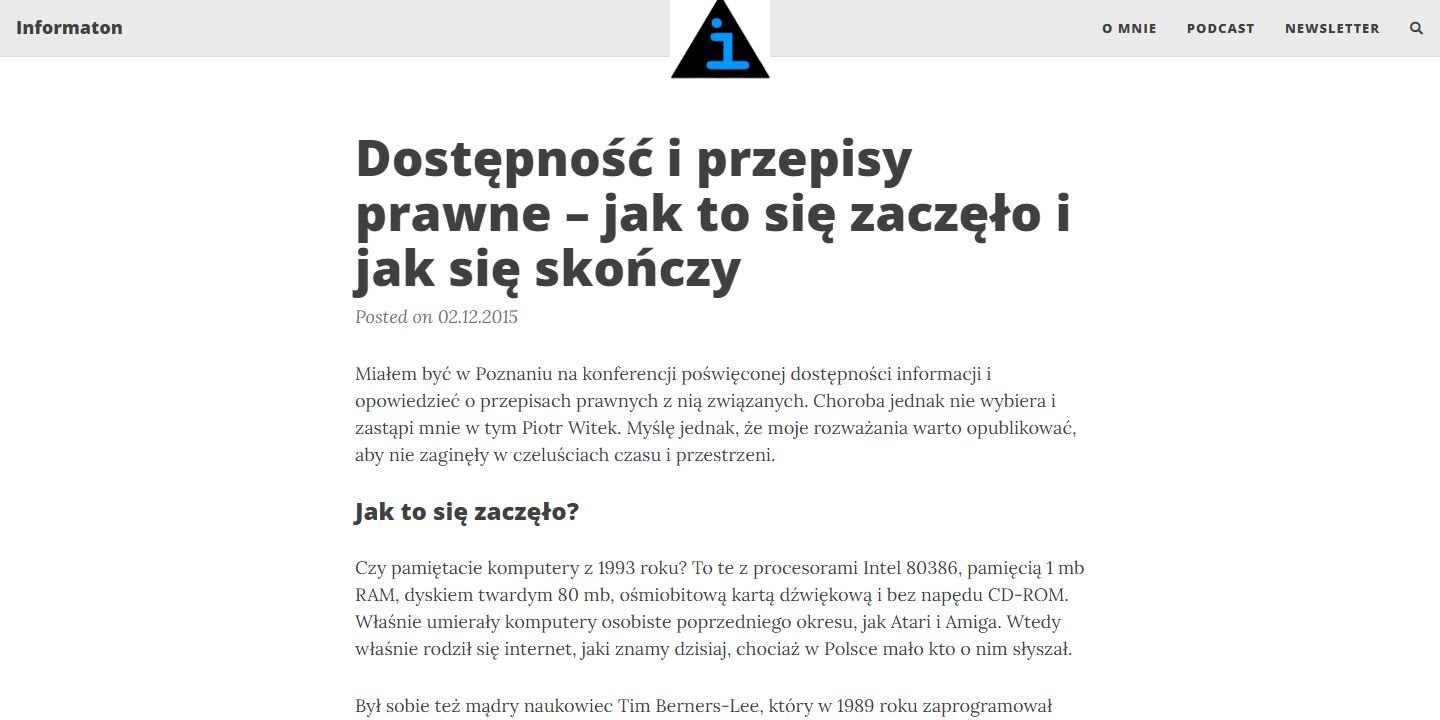 Informaton
i
O MNIE
PODCAST
NEWSLETTER
Dostępność i przepisy
prawne – jak to się zaczęło i
jak się skończy
Posted on 02.12.2015
Miałem być w Poznaniu na konferencji poświęconej dostępności informacji i
opowiedzieć o przepisach prawnych z nią związanych. Choroba jednak nie wybiera i
zastąpi mnie w tym Piotr Witek. Myślę jednak, że moje rozważania warto opublikować,
aby nie zaginęły w czeluściach czasu i przestrzeni.
Jak to się zaczęło?
Czy pamiętacie komputery z 1993 roku? To te z procesorami Intel 80386, pamięcią 1 mb
RAM, dyskiem twardym 80 mb, ośmiobitową kartą dźwiękową i bez napędu CD-ROM.
Właśnie umierały komputery osobiste poprzedniego okresu, jak Atari i Amiga. Wtedy
właśnie rodził się internet, jaki znamy dzisiaj, chociaż w Polsce mało kto o nim słyszał.
Był sobie też mądry naukowiec Tim Berners-Lee, który w 1989 roku zaprogramował